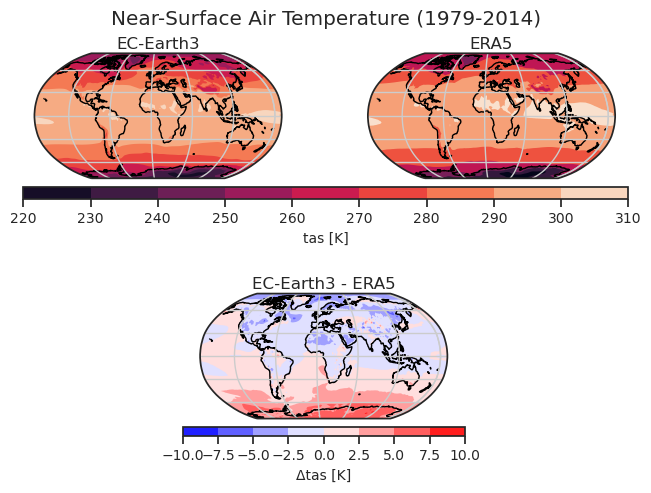 Near-Surface Air Temperature (1979-2014)
EC-Earth3
ERA5
220 230 240 250 260 270 280 290 300 310
tas [K]
EC-Earth3 - ERA5
−10.0 −7.5 −5.0 −2.5 0.0 2.5 5.0 7.5 10.0
Δtas [K]